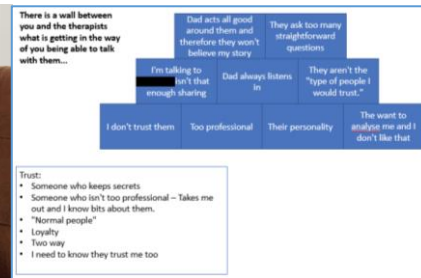 There is a wall between
you and the therapists
what is getting in the way
of you being able to talk
with them...
Dad acts all good
around them and
therefore they won't
believe my story
They ask too many
straightforward
questions
I'm talking to
isn't that
enough sharing
Dad always listens
in
They aren't the
"type of people I
would trust."
I don't trust them
Too professional
Their personality
The want to
analyse me and I
don't like that
Trust:
• Someone who keeps secrets
• Someone who isn't too professional – Takes me
out and I know bits about them.
• "Normal people"
• Loyalty
• Two way
• I need to know they trust me too